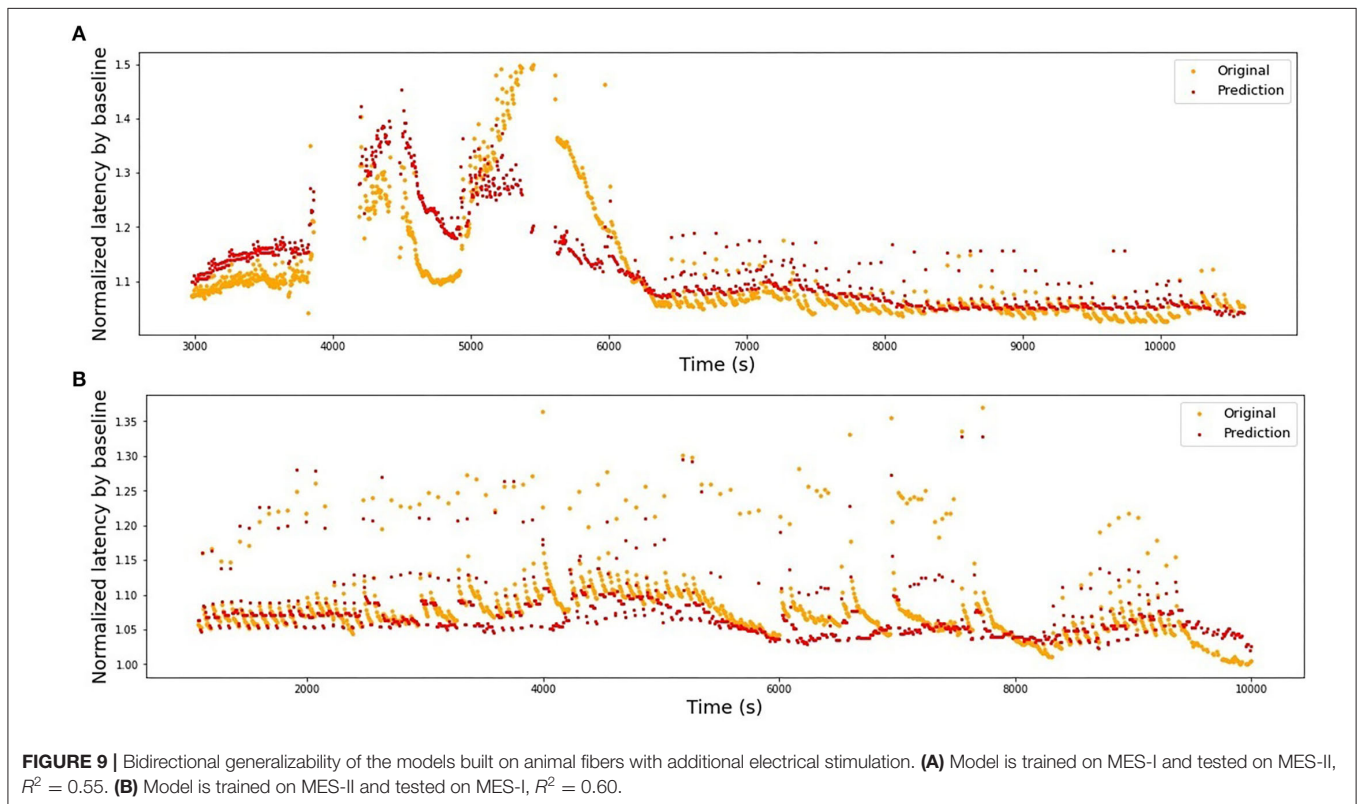 A
Normalized latency by baseline
1.5
1.4
1.3
1.2
1.1
Original
Prediction
3000 4000 5000 6000 7000 8000 9000 10000
Time (s)
B
Normalized latency by baseline
1.35
1.30
1.25
1.20
1.15
1.10
1.05
1.00
Original
Prediction
2000 4000 6000 8000 10000
Time (s)
FIGURE 9 | Bidirectional generalizability of the models built on animal fibers with additional electrical stimulation. (A) Model is trained on MES-I and tested on MES-II,
R² = 0.55. (B) Model is trained on MES-II and tested on MES-I, R² = 0.60.